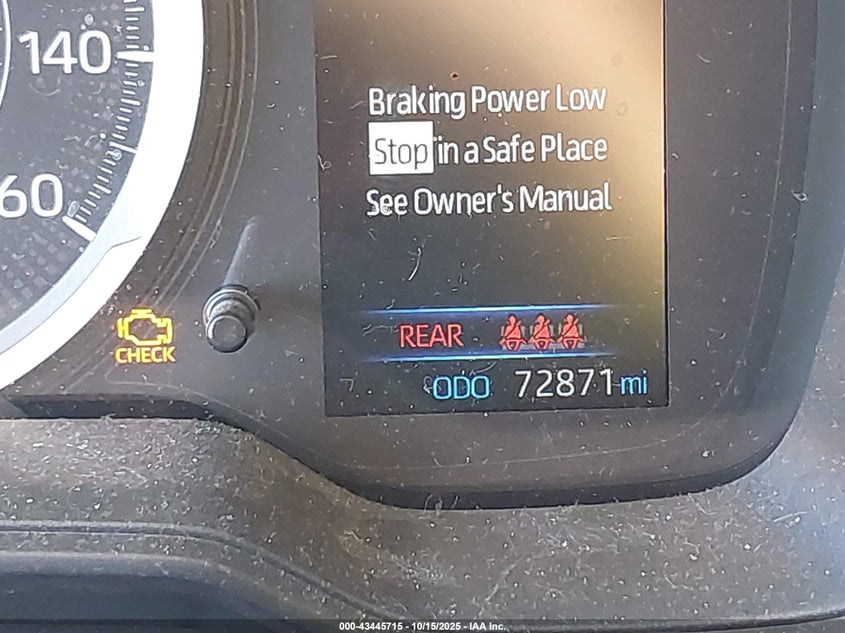 140
60
Braking Power Low
Stop in a Safe Place
See Owner's Manual
CHECK
REAR
ODO 72871 mi
000-43445715 - 10/15/2025 - IAA Inc.